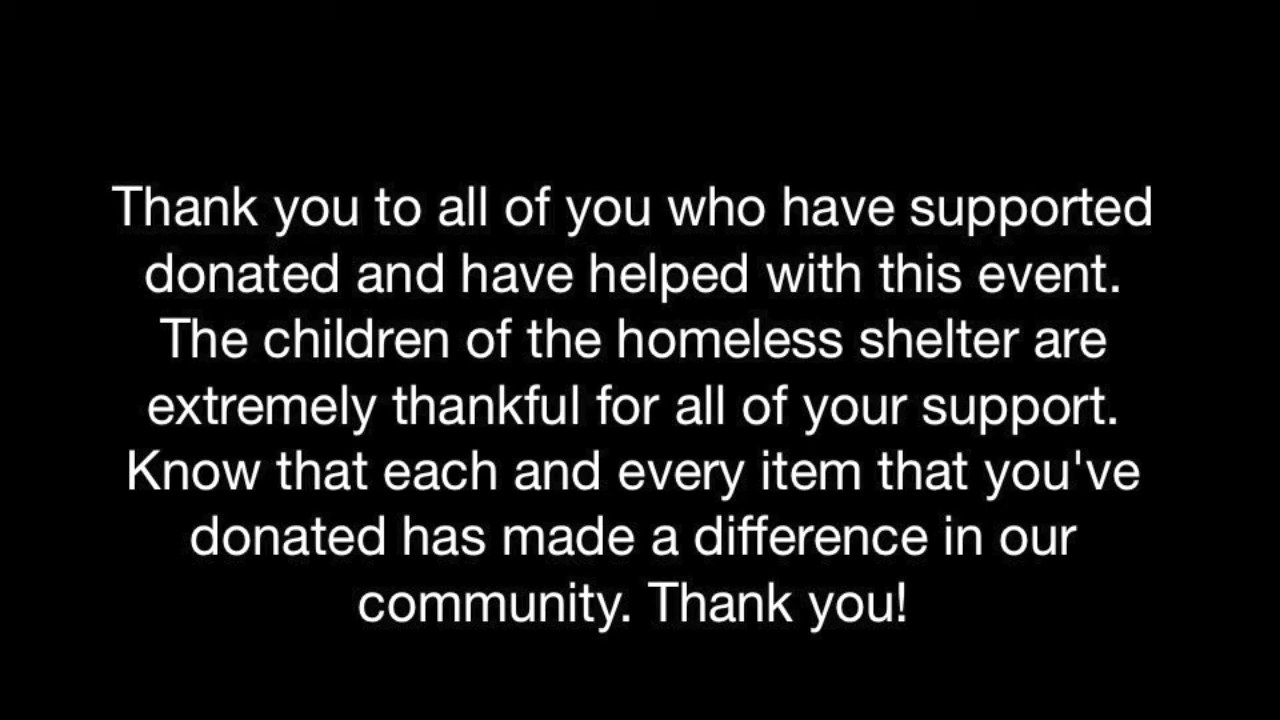 Thank you to all of you who have supported
donated and have helped with this event.
The children of the homeless shelter are
extremely thankful for all of your support.
Know that each and every item that you've
donated has made a difference in our
community. Thank you!